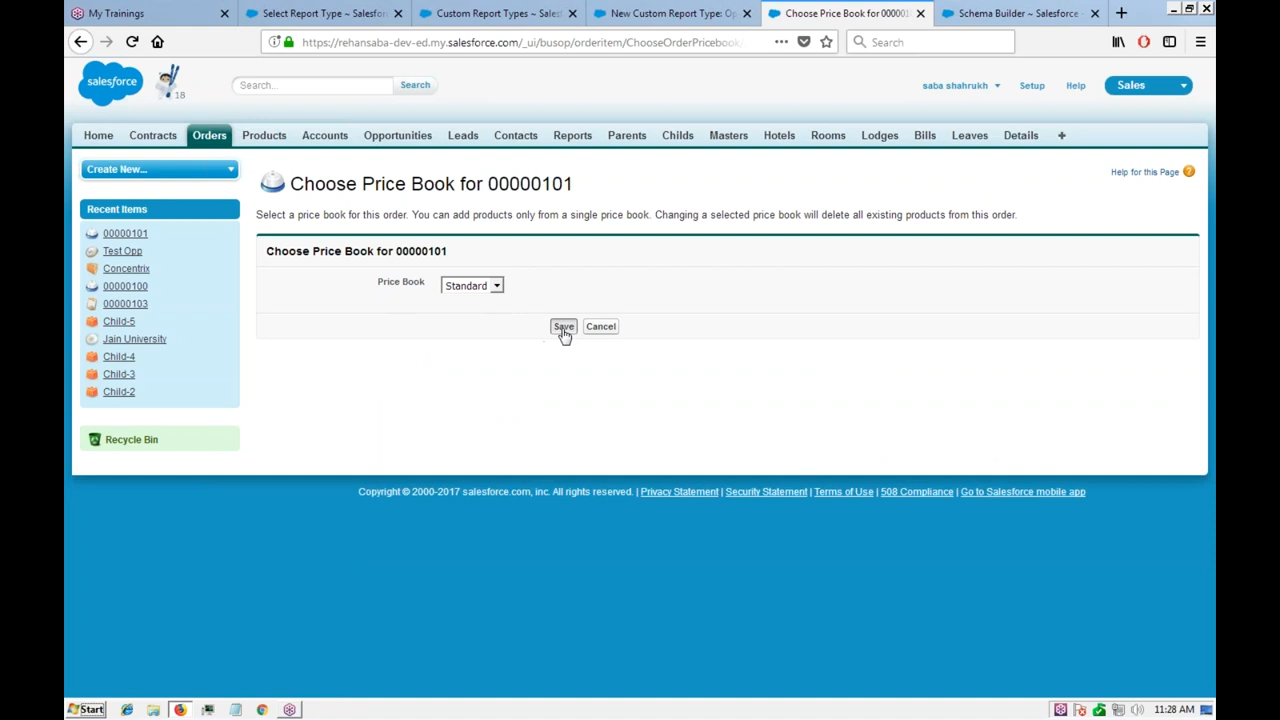 My Trainings
Select Report Type ~ Salesfor
Custom Report Types ~ Sales
New Custom Report Type: Op
Choose Price Book for 00000101
Schema Builder ~ Salesforce -
https://rehansaba-dev-ed.my.salesforce.com/_ui/busop/orderitem/ChooseOrderPricebook/
Search
salesforce
18
Search...
Search
saba shahrukh
Setup
Help
Sales
Home
Contracts
Orders
Products
Accounts
Opportunities
Leads
Contacts
Reports
Parents
Childs
Masters
Hotels
Rooms
Lodges
Bills
Leaves
Details
Create New...
Recent Items
00000101
Test Opp
Concentrix
00000100
00000103
Child-5
Jain University
Child-4
Child-3
Child-2
Recycle Bin
Choose Price Book for 00000101
Help for this Page
Select a price book for this order. You can add products only from a single price book. Changing a selected price book will delete all existing products from this order.
Choose Price Book for 00000101
Price Book
Standard
Save
Cancel
Copyright © 2000-2017 salesforce.com, inc. All rights reserved. | Privacy Statement | Security Statement | Terms of Use | 508 Compliance | Go to Salesforce mobile app
Start
11:28 AM